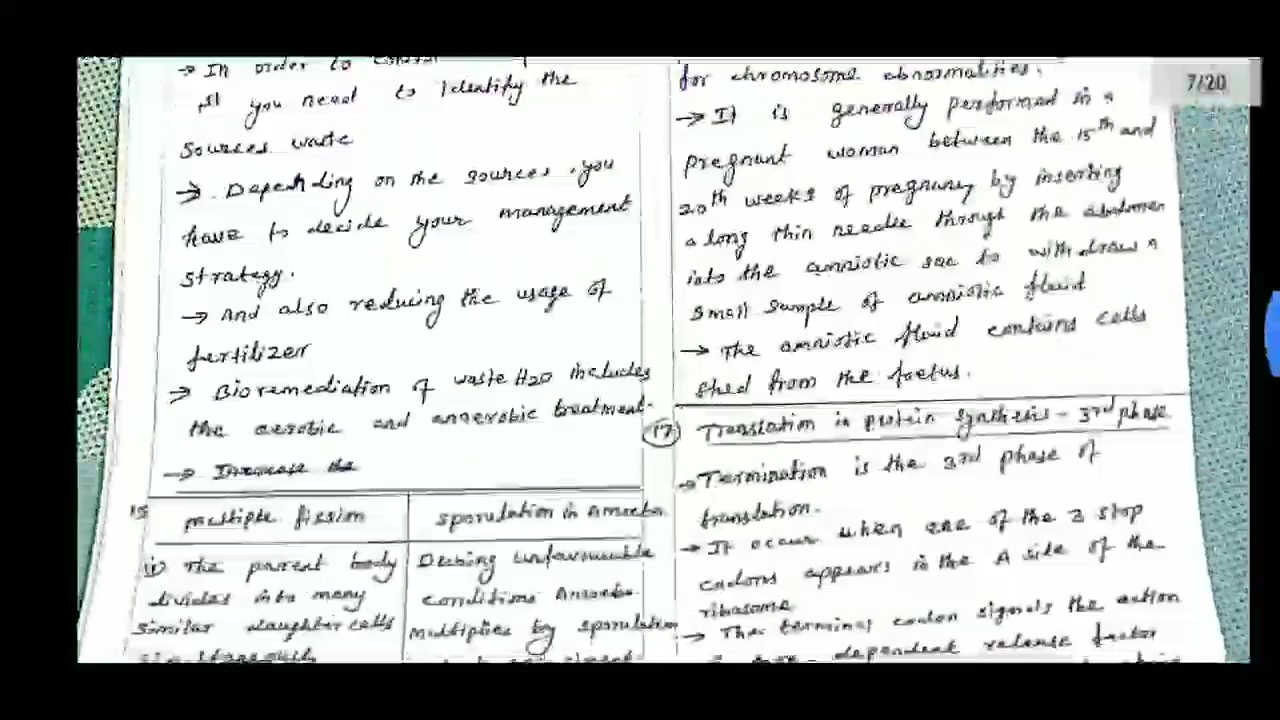 → In order to control
it you need to Identify the
sources waste
→ Depending on the sources, you
have to decide your management
strategy.
→ And also reducing the usage of
fertilizer
→ Bioremediation of waste H2O includes
the aerobic and anaerobic treatment.
→ Increase the
15
multiple fission
sporulation in Amoeba
i) The parent body
divides into many
similar daughter cells
simultaneously
During unfavourable
conditions Amoeba
multiplies by sporulation
for chromosome abnormalities.
→ It is generally performed in a
pregnant woman between the 15th and
20th weeks of pregnancy by inserting
a long thin needle through the abdomen
into the amniotic sac to withdraw a
small sample of amniotic fluid
→ The amniotic fluid contains cells
shed from the foetus.
17 Translation in protein synthesis - 3rd phase
→ Termination is the 3rd phase of
translation.
→ It occur when one of the 3 stop
codons appears in the A side of the
ribosome
→ The terminal codon signals the action
dependent release factor
7/20